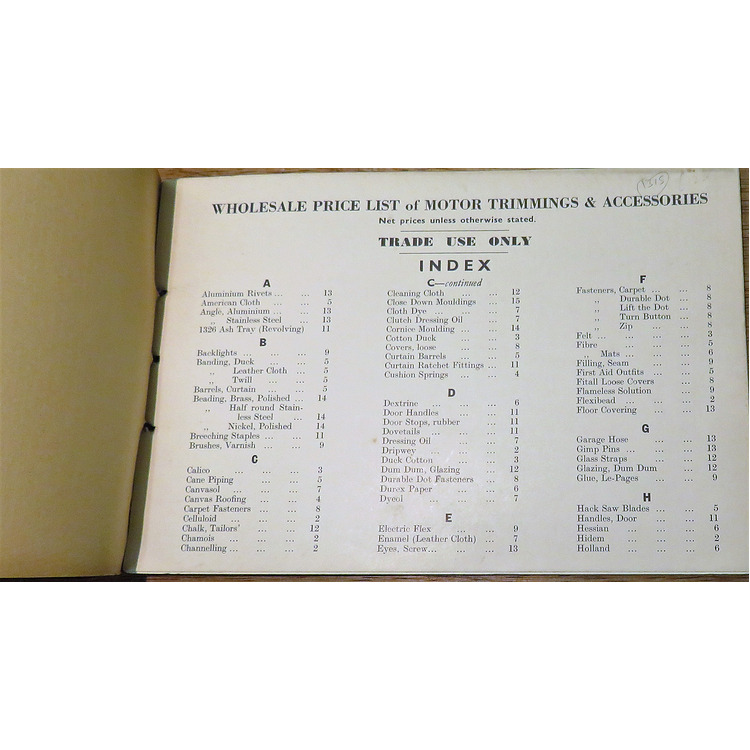 1315
WHOLESALE PRICE LIST of MOTOR TRIMMINGS & ACCESSORIES
Net prices unless otherwise stated.
TRADE USE ONLY
INDEX
A
Aluminium Rivets ... ... 13
American Cloth ... ... 5
Angle, Aluminium ... ... 13
„ Stainless Steel ... 13
1326 Ash Tray (Revolving) 11
B
Backlights ... ... ... 9
Banding, Duck ... ... 5
„ Leather Cloth ... 5
„ Twill ... ... 5
Barrels, Curtain ... ... 5
Beading, Brass, Polished ... 14
„ Half round Stain-
less Steel ... 14
„ Nickel, Polished 14
Breeching Staples ... ... 11
Brushes, Varnish ... ... 9
C
Calico ... ... ... 3
Cane Piping ... ... 5
Canvasol ... ... ... 7
Canvas Roofing ... ... 4
Carpet Fasteners ... ... 8
Celluloid ... ... ... 2
Chalk, Tailors' ... ... 12
Chamois ... ... ... 2
Channelling ... ... ... 2
C—continued
Cleaning Cloth ... ... 12
Close Down Mouldings ... 15
Cloth Dye ... ... ... 7
Clutch Dressing Oil ... 7
Cornice Moulding ... ... 14
Cotton Duck ... ... 3
Covers, loose ... ... 8
Curtain Barrels ... ... 5
Curtain Ratchet Fittings ... 11
Cushion Springs ... ... 4
D
Dextrine ... ... ... 6
Door Handles ... ... 11
Door Stops, rubber ... 11
Dovetails ... ... ... 11
Dressing Oil ... ... 7
Dripwey ... ... ... 2
Duck Cotton ... ... 3
Dum Dum, Glazing ... 12
Durable Dot Fasteners ... 8
Durex Paper ... ... 6
Dycol ... ... ... 7
E
Electric Flex ... ... 9
Enamel (Leather Cloth) ... 7
Eyes, Screw... ... ... 13
F
Fasteners, Carpet ... ... 8
„ Durable Dot ... 8
„ Lift the Dot ... 8
„ Turn Button ... 8
„ Zip ... ... 8
Felt ... ... ... ... 3
Fibre ... ... ... 5
„ Mats ... ... ... 6
Filling, Seam ... ... 9
First Aid Outfits ... ... 5
Fitall Loose Covers ... 8
Flameless Solution ... 9
Flexibead ... ... ... 2
Floor Covering ... ... 13
G
Garage Hose ... ... 13
Gimp Pins ... ... ... 13
Glass Straps ... ... 12
Glazing, Dum Dum ... 12
Glue, Le-Pages ... ... 9
H
Hack Saw Blades ... ... 5
Handles, Door ... ... 11
Hessian ... ... ... 6
Hidem ... ... ... 2
Holland ... ... ... 6